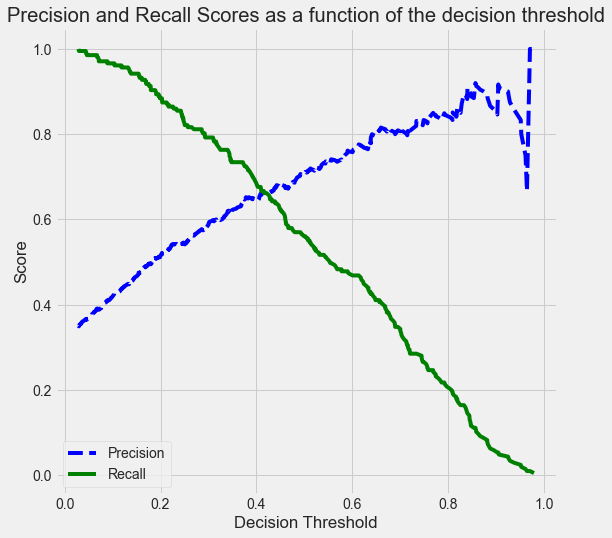 Precision and Recall Scores as a function of the decision threshold
1.0
0.8
0.6
0.4
0.2
0.0
Score
Precision
Recall
0.0 0.2 0.4 0.6 0.8 1.0
Decision Threshold